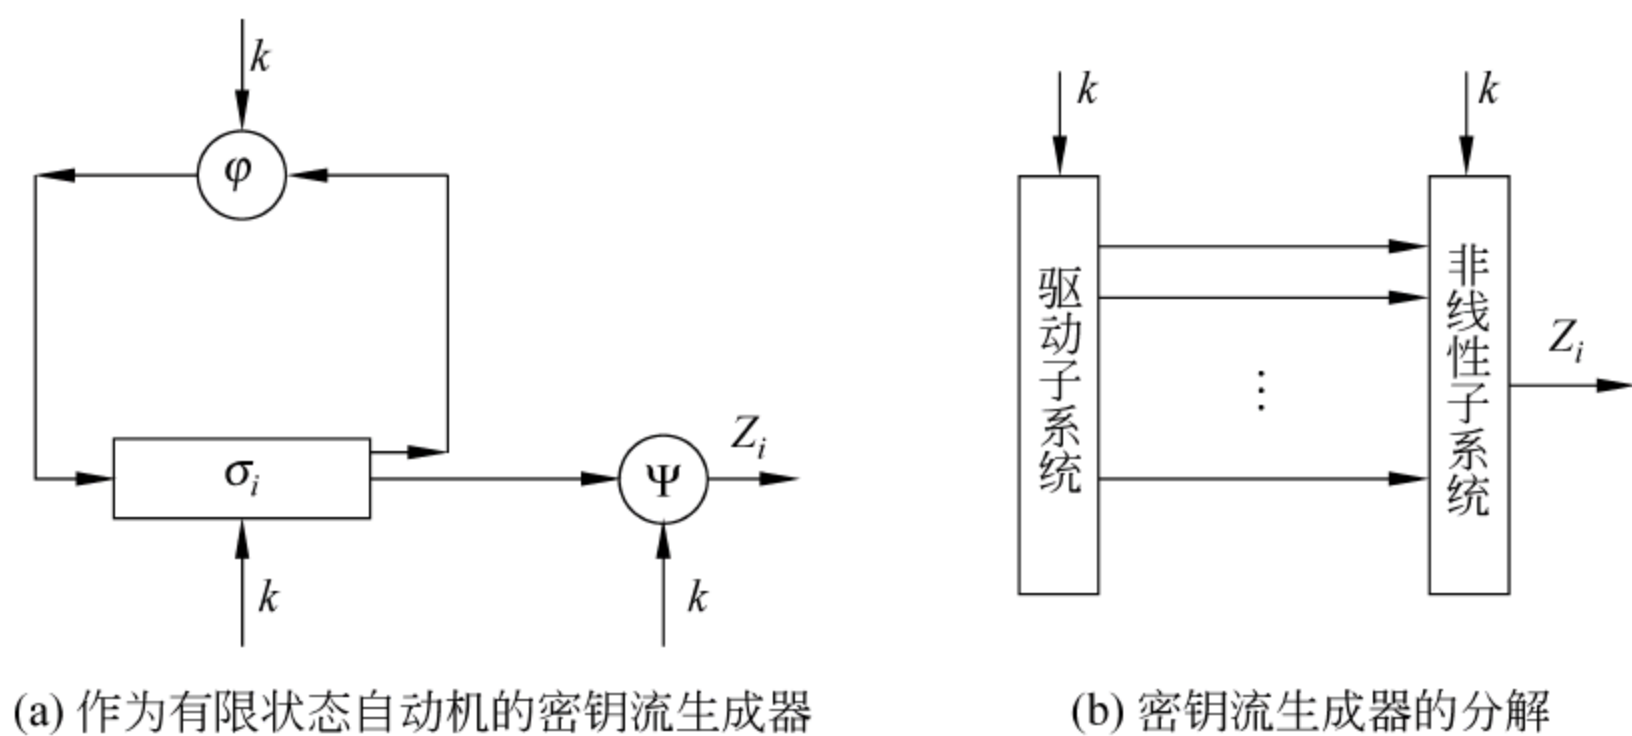 k
φ
σᵢ
k
Ψ
Zᵢ
k
(a) 作为有限状态自动机的密钥流生成器
k
k
驱动子系统
⋮
非线性子系统
Zᵢ
(b) 密钥流生成器的分解